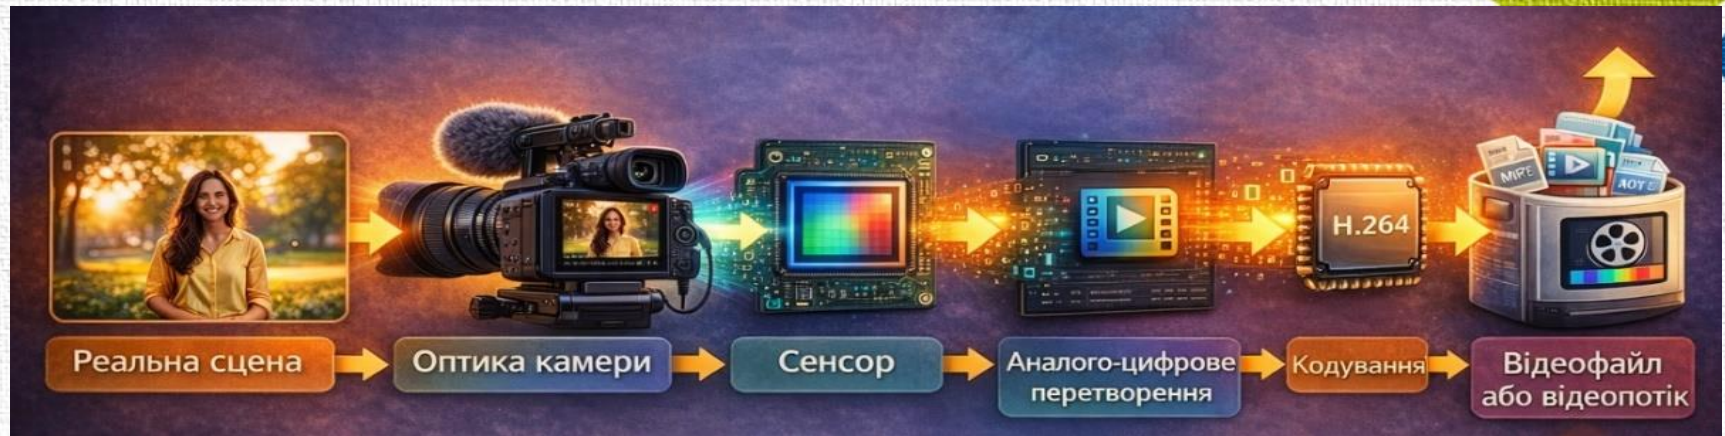 H.264
Реальна сцена
Оптика камери
Сенсор
Аналого-цифрове
перетворення
Кодування
Відеофайл
або відеопотік